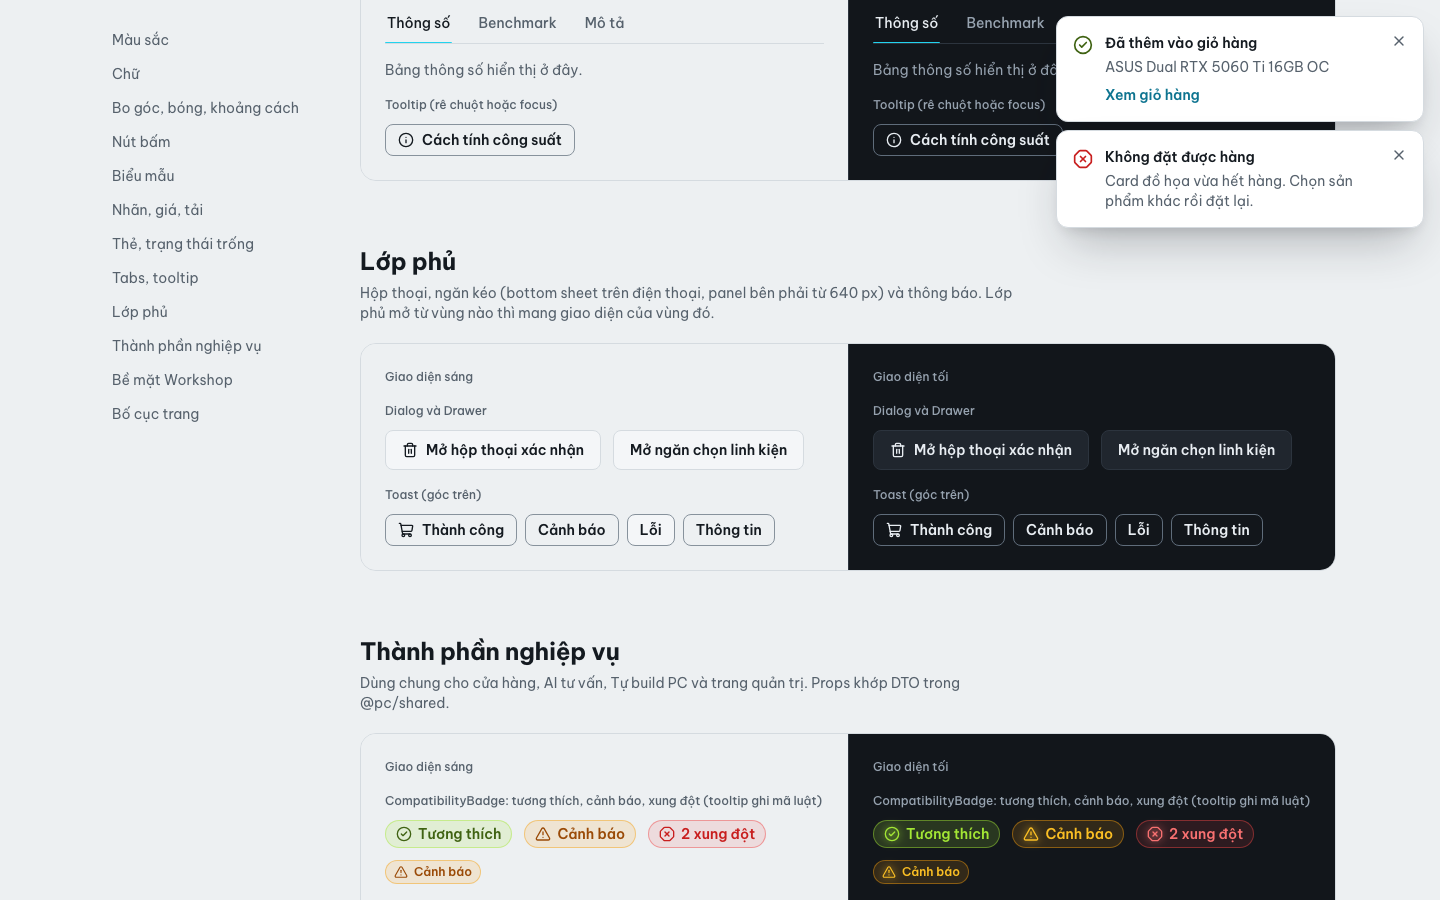 Màu sắc
Chữ
Bo góc, bóng, khoảng cách
Nút bấm
Biểu mẫu
Nhãn, giá, tải
Thẻ, trạng thái trống
Tabs, tooltip
Lớp phủ
Thành phần nghiệp vụ
Bề mặt Workshop
Bố cục trang
Thông số Benchmark Mô tả
Bảng thông số hiển thị ở đây.
Tooltip (rê chuột hoặc focus)
Cách tính công suất
Thông số Benchmark
Bảng thông số hiển thị ở
Tooltip (rê chuột hoặc focus)
Cách tính công suất
Đã thêm vào giỏ hàng
ASUS Dual RTX 5060 Ti 16GB OC
Xem giỏ hàng
Không đặt được hàng
Card đồ họa vừa hết hàng. Chọn sản
phẩm khác rồi đặt lại.
Lớp phủ
Hộp thoại, ngăn kéo (bottom sheet trên điện thoại, panel bên phải từ 640 px) và thông báo. Lớp
phủ mở từ vùng nào thì mang giao diện của vùng đó.
Giao diện sáng
Dialog và Drawer
Mở hộp thoại xác nhận Mở ngăn chọn linh kiện
Toast (góc trên)
Thành công Cảnh báo Lỗi Thông tin
Giao diện tối
Dialog và Drawer
Mở hộp thoại xác nhận Mở ngăn chọn linh kiện
Toast (góc trên)
Thành công Cảnh báo Lỗi Thông tin
Thành phần nghiệp vụ
Dùng chung cho cửa hàng, AI tư vấn, Tự build PC và trang quản trị. Props khớp DTO trong
@pc/shared.
Giao diện sáng
CompatibilityBadge: tương thích, cảnh báo, xung đột (tooltip ghi mã luật)
Tương thích Cảnh báo 2 xung đột
Cảnh báo
Giao diện tối
CompatibilityBadge: tương thích, cảnh báo, xung đột (tooltip ghi mã luật)
Tương thích Cảnh báo 2 xung đột
Cảnh báo